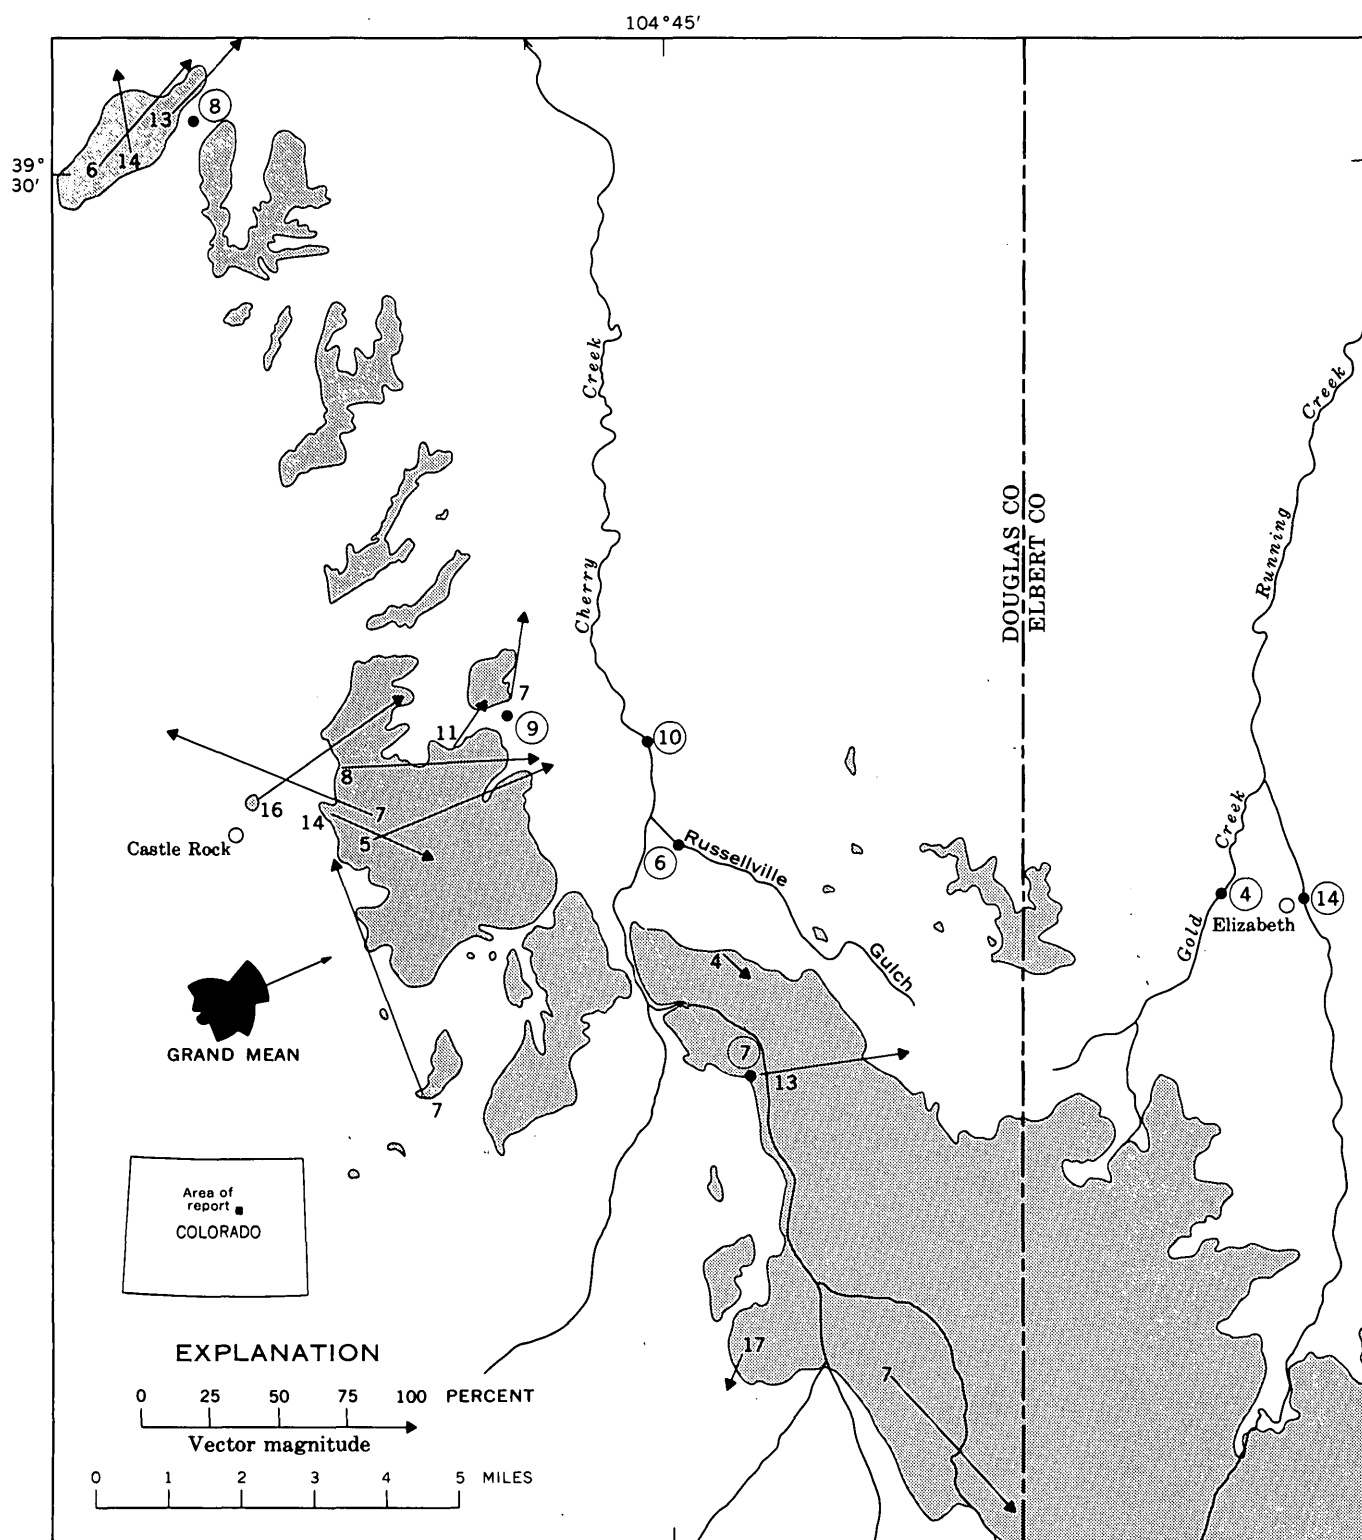 104°45'
39°
30'
8
13
14
6
Creek
Creek
Running
Cherry
DOUGLAS CO
ELBERT CO
7
9
11
10
8
16
7
14
5
Castle Rock
6
Russellville
Creek
4
14
Elizabeth
Gold
Gulch
4
GRAND MEAN
7
13
7
Area of
report
COLORADO
17
7
EXPLANATION
0 25 50 75 100 PERCENT
Vector magnitude
0 1 2 3 4 5 MILES